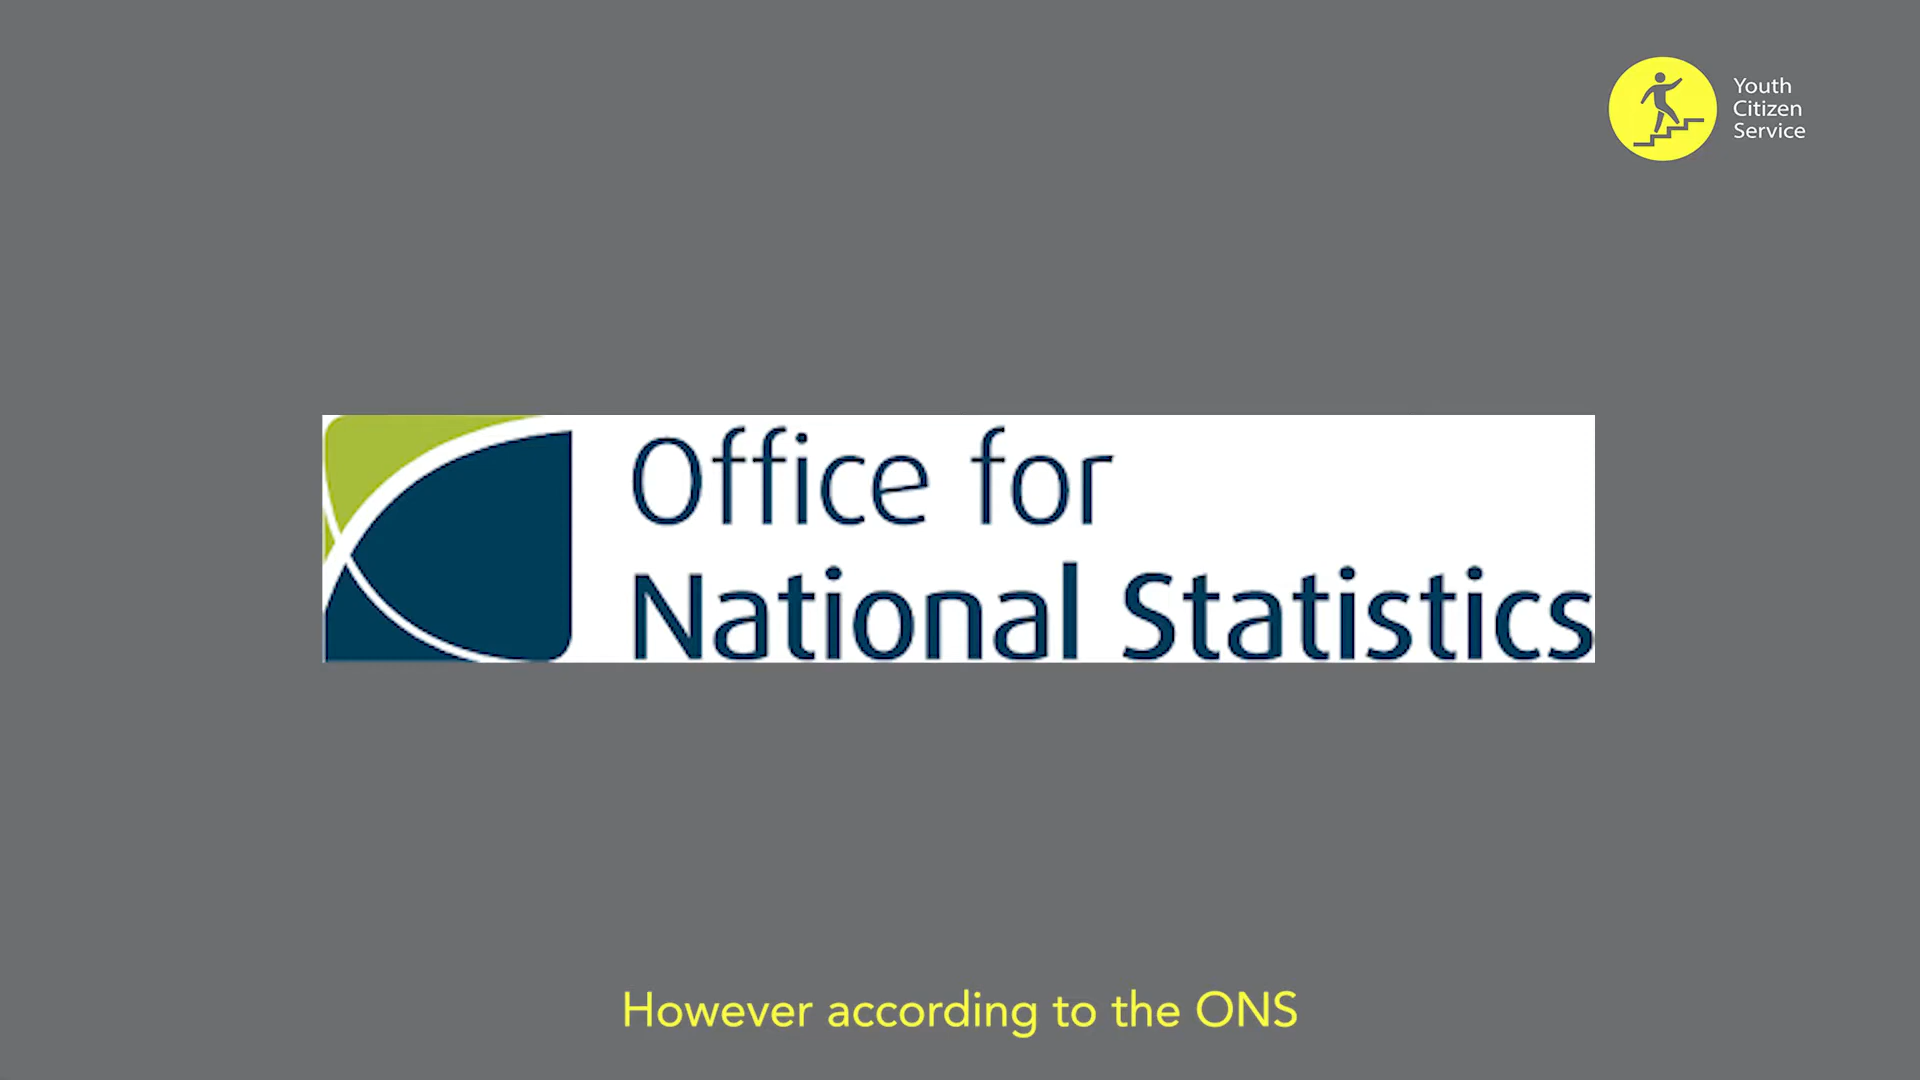 Youth
Citizen
Service
Office for
National Statistics
However according to the ONS